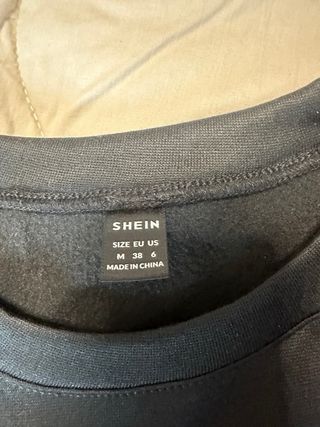 SHEIN
SIZE EU US
M 38 6
MADE IN CHINA